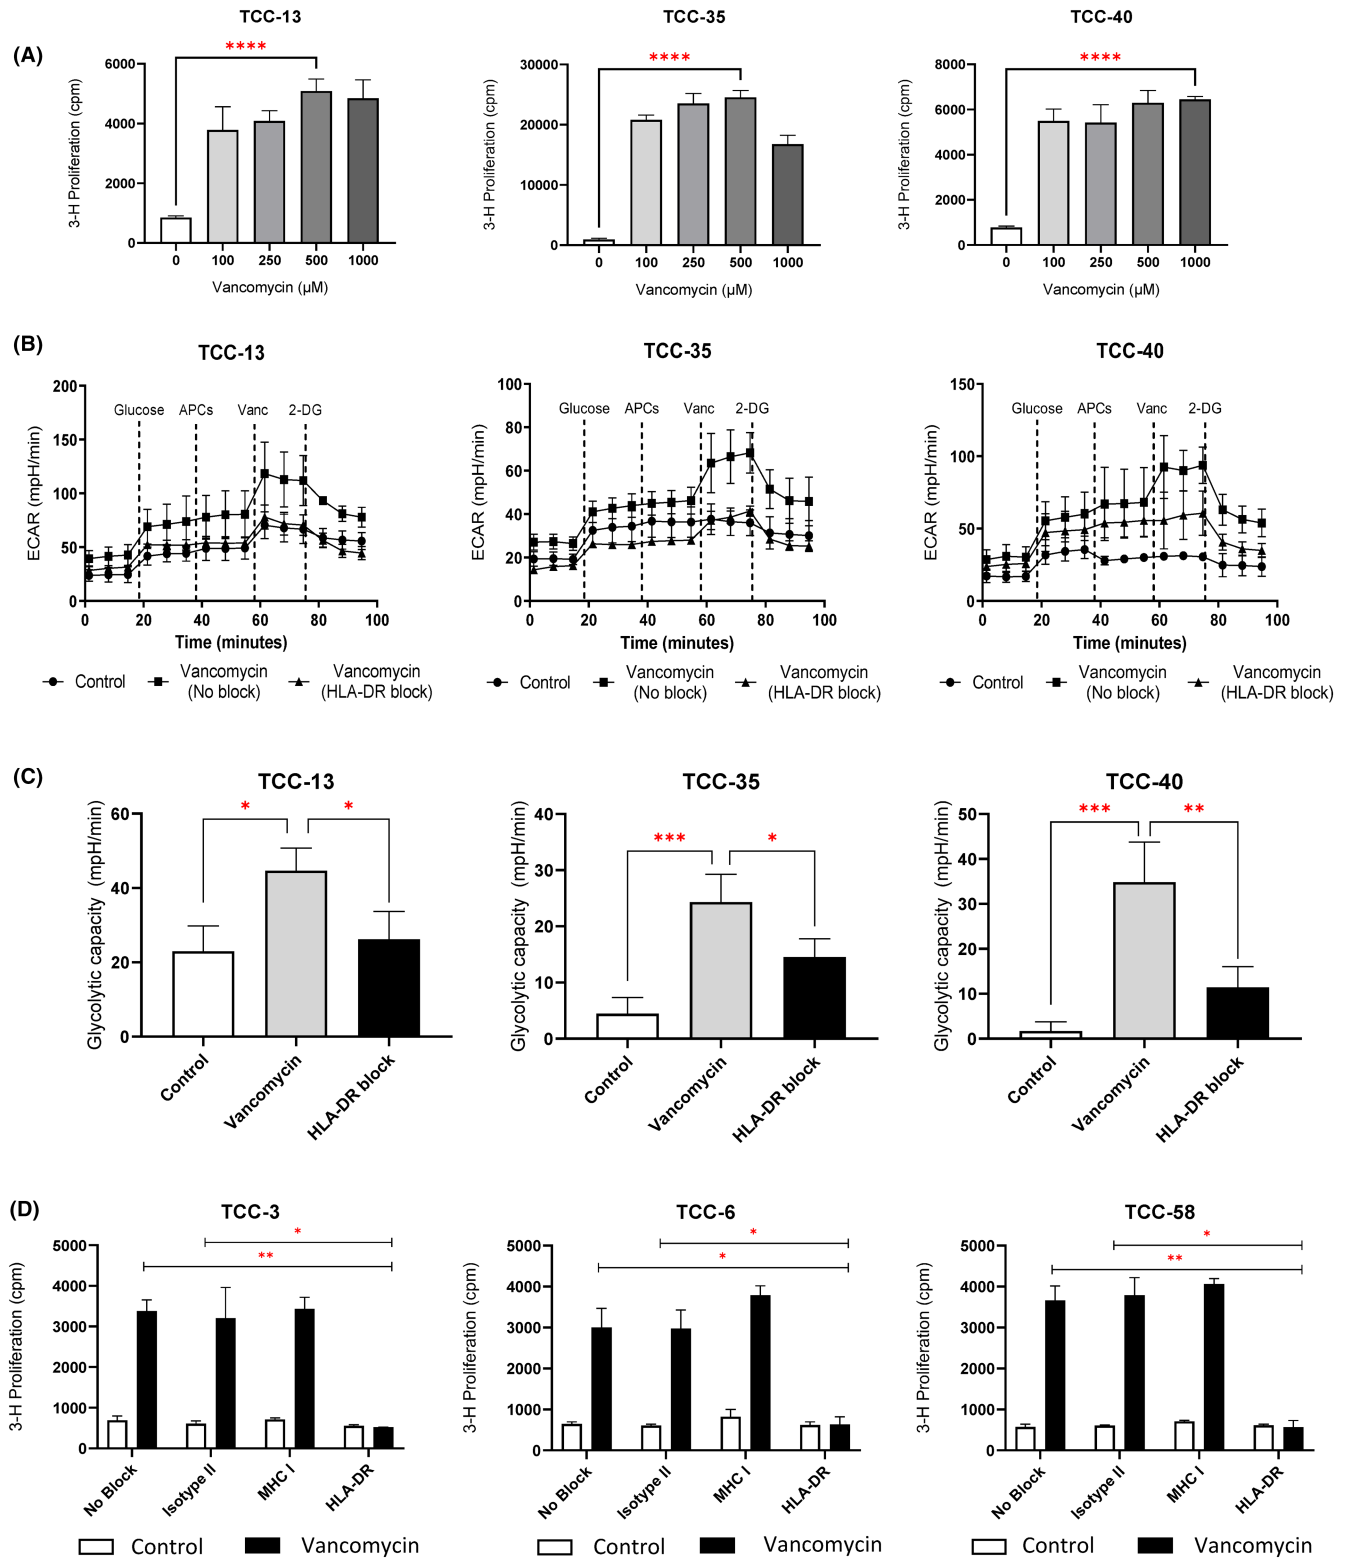 (A)
TCC-13
TCC-35
TCC-40
3-H Proliferation (cpm)
6000
4000
2000
0
****
0 100 250 500 1000
Vancomycin (µM)
3-H Proliferation (cpm)
30000
20000
10000
0
****
0 100 250 500 1000
Vancomycin (µM)
3-H Proliferation (cpm)
8000
6000
4000
2000
0
****
0 100 250 500 1000
Vancomycin (µM)
(B)
TCC-13
ECAR (mpH/min)
200
150
100
50
0
Glucose APCs Vanc 2-DG
0 20 40 60 80 100
Time (minutes)
Control
Vancomycin
(No block)
Vancomycin
(HLA-DR block)
TCC-35
ECAR (mpH/min)
100
80
60
40
20
0
Glucose APCs Vanc 2-DG
0 20 40 60 80 100
Time (minutes)
Control
Vancomycin
(No block)
Vancomycin
(HLA-DR block)
TCC-40
ECAR (mpH/min)
150
100
50
0
Glucose APCs Vanc 2-DG
0 20 40 60 80 100
Time (minutes)
Control
Vancomycin
(No block)
Vancomycin
(HLA-DR block)
(C)
TCC-13
Glycolytic capacity (mpH/min)
60
40
20
0
* *
Control
Vancomycin
HLA-DR block
TCC-35
Glycolytic capacity (mpH/min)
40
30
20
10
0
*** *
Control
Vancomycin
HLA-DR block
TCC-40
Glycolytic capacity (mpH/min)
50
40
30
20
10
0
*** **
Control
Vancomycin
HLA-DR block
(D)
TCC-3
3-H Proliferation (cpm)
5000
4000
3000
2000
1000
0
*
**
No Block
Isotype II
MHC I
HLA-DR
Control Vancomycin
TCC-6
3-H Proliferation (cpm)
5000
4000
3000
2000
1000
0
*
*
No Block
Isotype II
MHC I
HLA-DR
Control Vancomycin
TCC-58
3-H Proliferation (cpm)
5000
4000
3000
2000
1000
0
*
**
No Block
Isotype II
MHC I
HLA-DR
Control Vancomycin